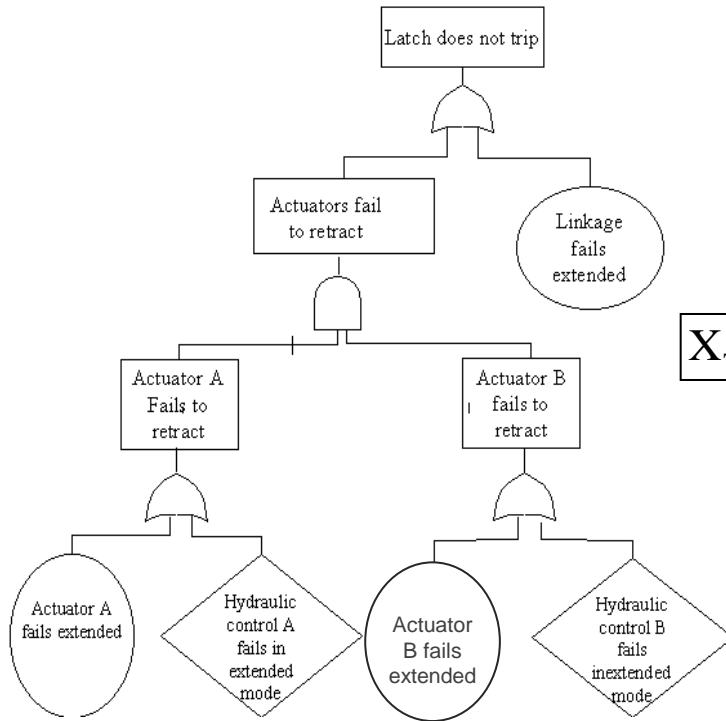 Latch does not trip
Actuators fail
to retract
Linkage
fails
extended
X
Actuator A
Fails to
retract
Actuator B
fails to
retract
Actuator A
fails extended
Hydraulic
control A
fails in
extended
mode
Actuator
B fails
extended
Hydraulic
control B
fails
inextended
mode